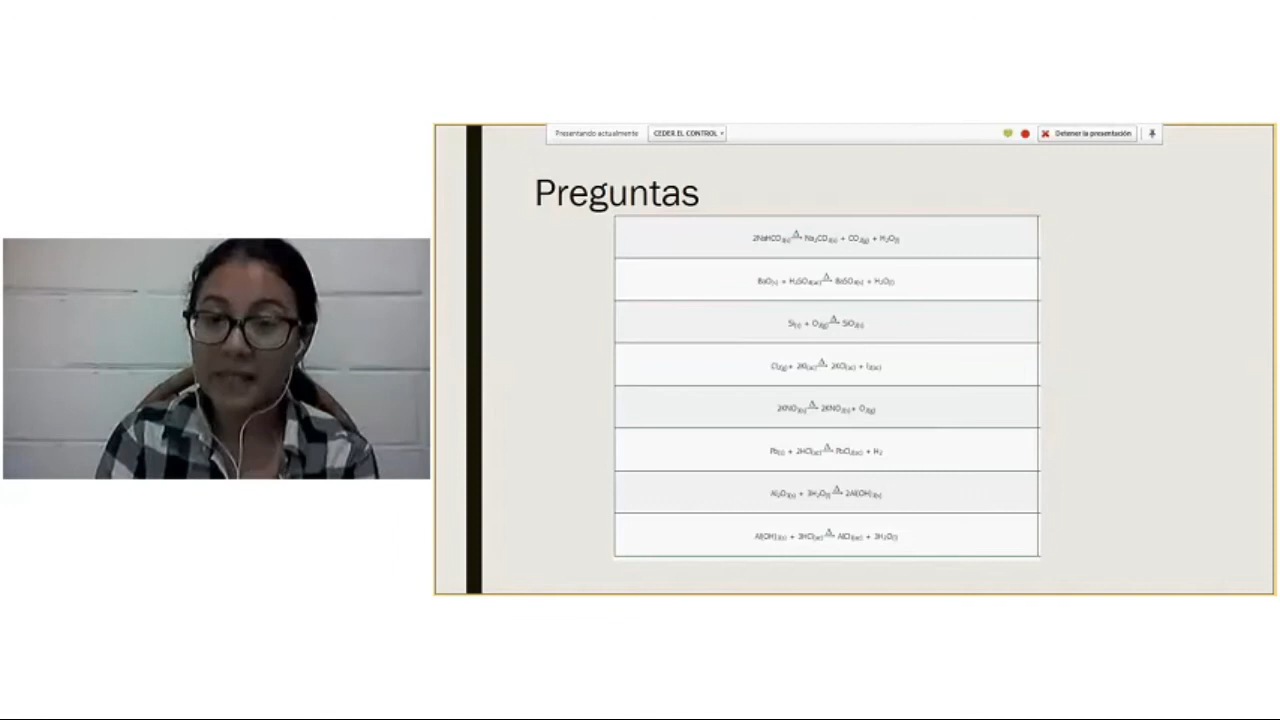 Presentando actualmente
CEDER EL CONTROL
Detener la presentación
Preguntas
2NaHCO₃₍ₛ₎ Δ→ Na₂CO₃₍ₛ₎ + CO₂(g) + H₂O(l)
BaO(s) + H₂SO₄(ac) Δ→ BaSO₄(s) + H₂O(l)
Si(s) + O₂(g) Δ→ SiO₂(s)
Cl₂(g) + 2KI(ac) Δ→ 2KCl(ac) + I₂(ac)
2KNO₃(s) Δ→ 2KNO₂(s) + O₂(g)
Pb(s) + 2HCl(ac) Δ→ PbCl₂(ac) + H₂
Al₂O₃(s) + 3H₂O(l) Δ→ 2Al(OH)₃(s)
Al(OH)₃(s) + 3HCl(ac) Δ→ AlCl₃(ac) + 3H₂O(l)